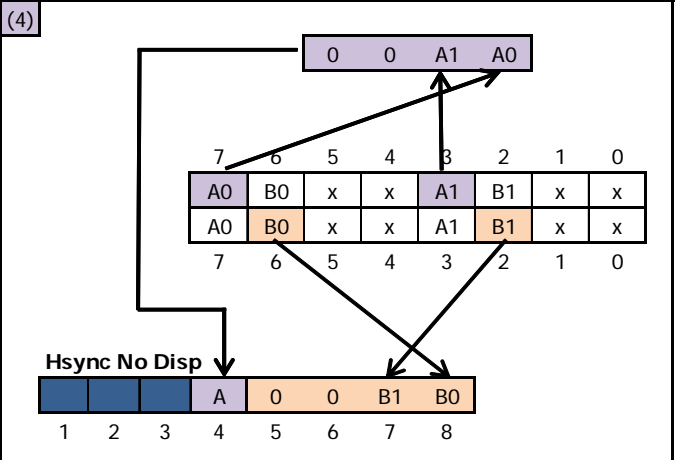 (4)
0 0 A1 A0
7 6 5 4 3 2 1 0
A0 B0 x x A1 B1 x x
A0 B0 x x A1 B1 x x
7 6 5 4 3 2 1 0
Hsync No Disp
A 0 0 B1 B0
1 2 3 4 5 6 7 8